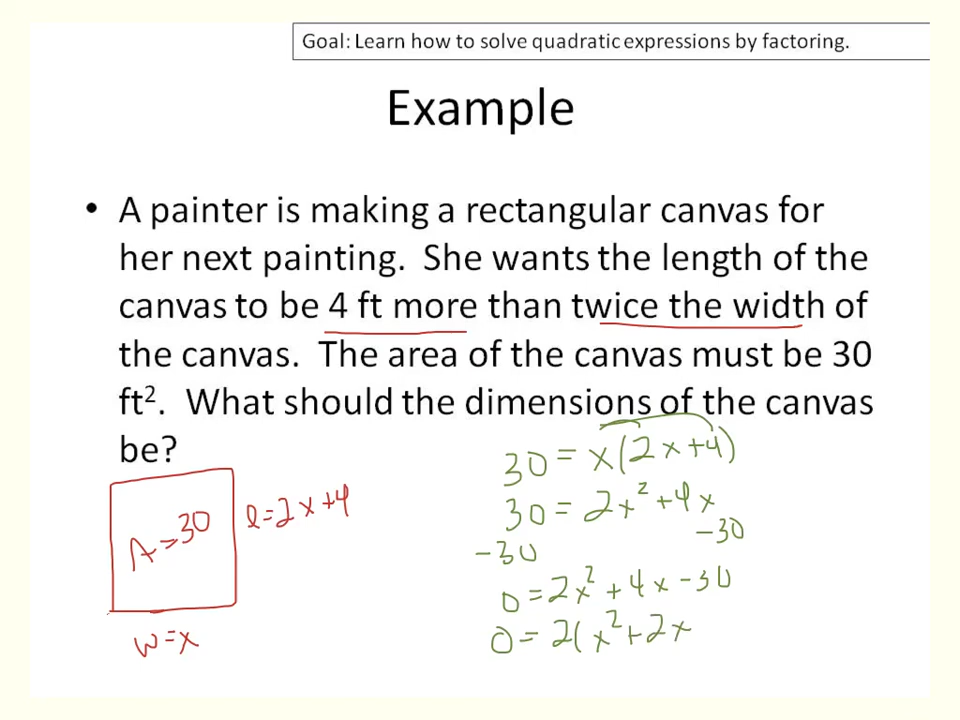 Goal: Learn how to solve quadratic expressions by factoring.
Example
• A painter is making a rectangular canvas for
her next painting. She wants the length of the
canvas to be 4 ft more than twice the width of
the canvas. The area of the canvas must be 30
ft². What should the dimensions of the canvas
be?
A=30
l=2x+4
w=x
30 = x(2x+4)
30 = 2x²+4x
-30 -30
0=2x²+4x-30
0=2(x²+2x